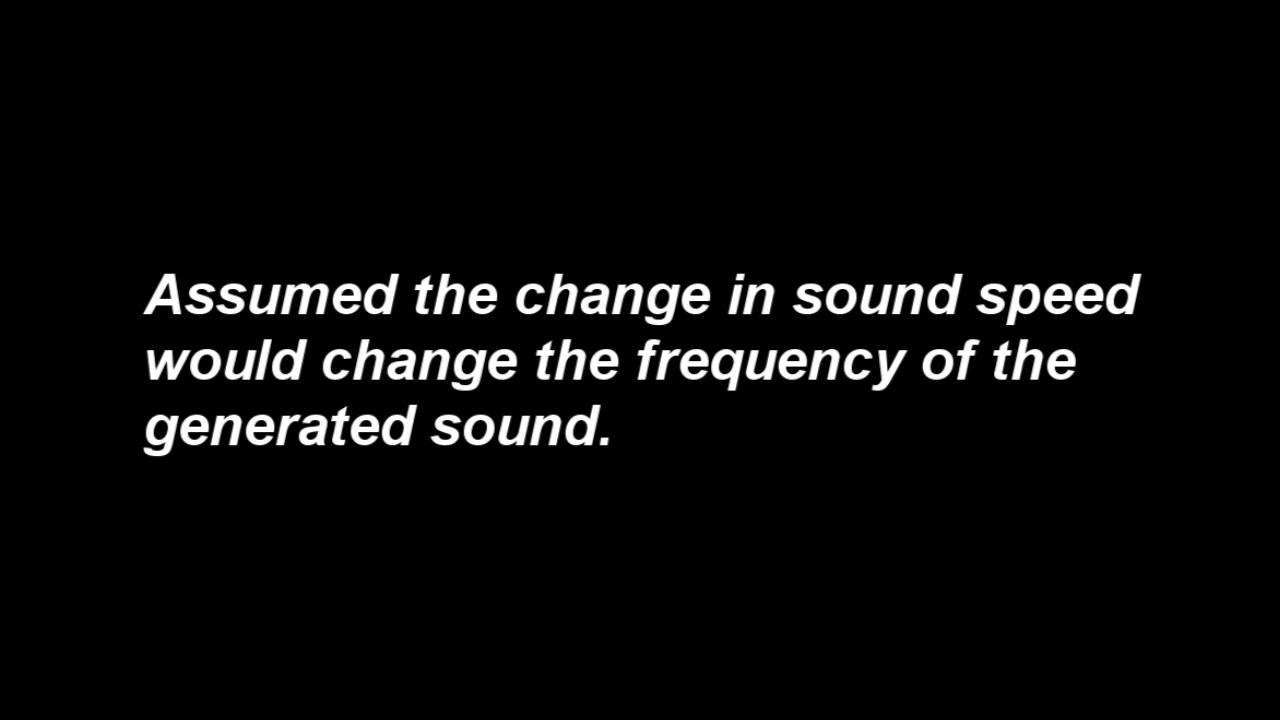 Assumed the change in sound speed
would change the frequency of the
generated sound.